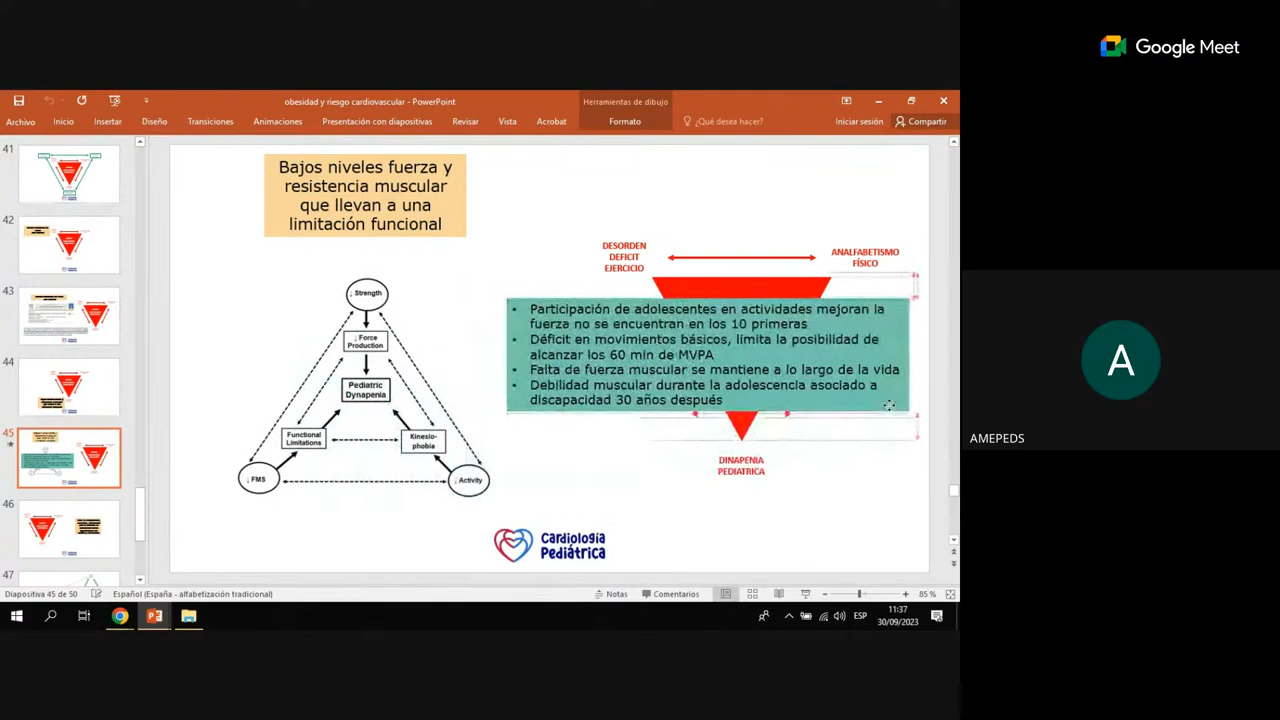 Google Meet
obesidad y riesgo cardiovascular - PowerPoint
Herramientas de dibujo
Archivo
Inicio
Insertar
Diseño
Transiciones
Animaciones
Presentación con diapositivas
Revisar
Vista
Acrobat
Formato
¿Qué desea hacer?
Iniciar sesión
Compartir
41
42
43
44
45
46
47
Bajos niveles fuerza y
resistencia muscular
que llevan a una
limitación funcional
↓ Strength
↓ Force
Production
Pediatric
Dynapenia
Functional
Limitations
Kinesio-
phobia
↓ FMS
↓ Activity
DESORDEN
DEFICIT
EJERCICIO
ANALFABETISMO
FÍSICO
• Participación de adolescentes en actividades mejoran la
fuerza no se encuentran en los 10 primeras
• Déficit en movimientos básicos, limita la posibilidad de
alcanzar los 60 min de MVPA
• Falta de fuerza muscular se mantiene a lo largo de la vida
• Debilidad muscular durante la adolescencia asociado a
discapacidad 30 años después
DINAPENIA
PEDIATRICA
Cardiología
Pediátrica
A
AMEPEDS
Diapositiva 45 de 50
Español (España - alfabetización tradicional)
Notas
Comentarios
85 %
ESP
11:37
30/09/2023